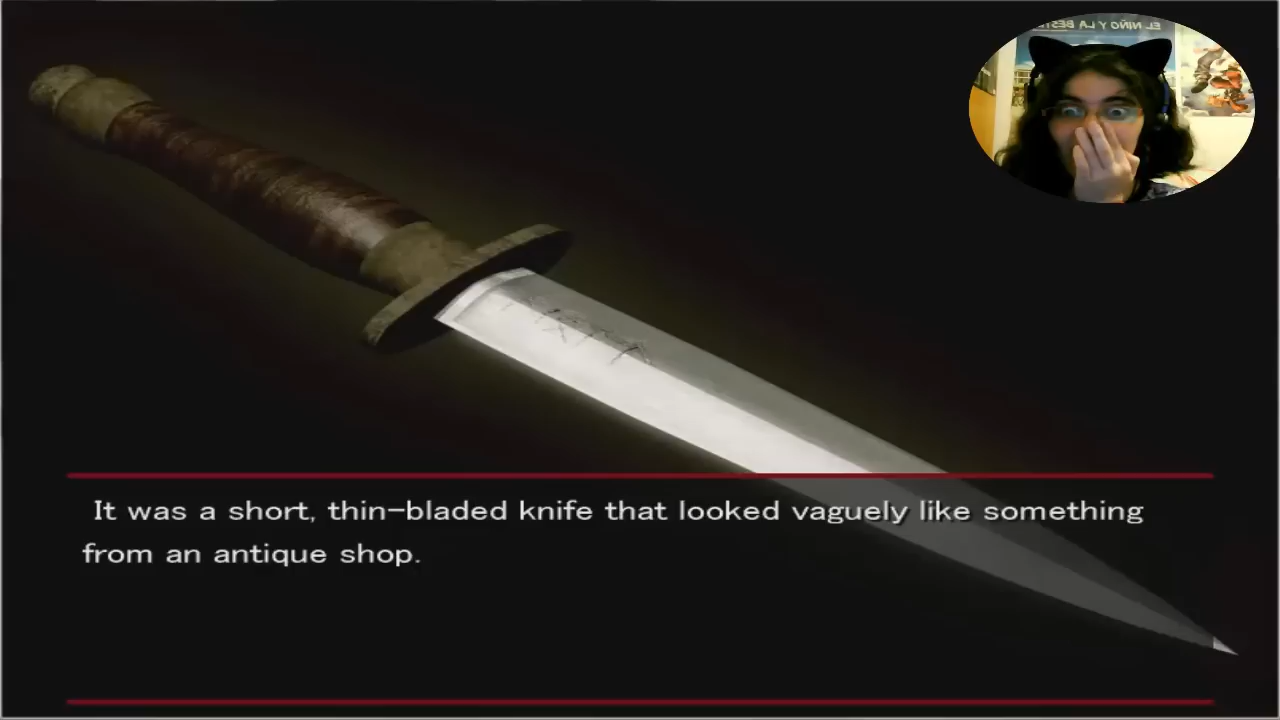 EL NIÑO Y LA BESTIA
It was a short, thin-bladed knife that looked vaguely like something
from an antique shop.